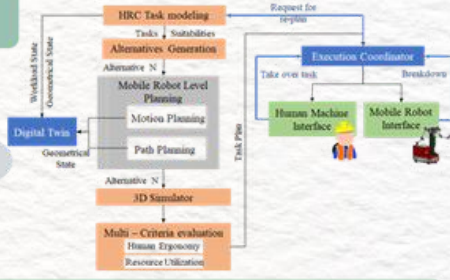 HRC Task modeling
Request for
re-plan
Tasks
Suitabilities
Workload State
Geometrical State
Alternatives Generation
Execution Coordinator
Alternative N
Take over task
Breakdown
Mobile Robot Level
Planning
Motion Planning
Human Machine
Interface
Mobile Robot
Interface
Digital Twin
Geometrical
State
Path Planning
Task Plan
Alternative N
3D Simulator
Multi – Criteria evaluation
Human Ergonomy
Resource Utilization